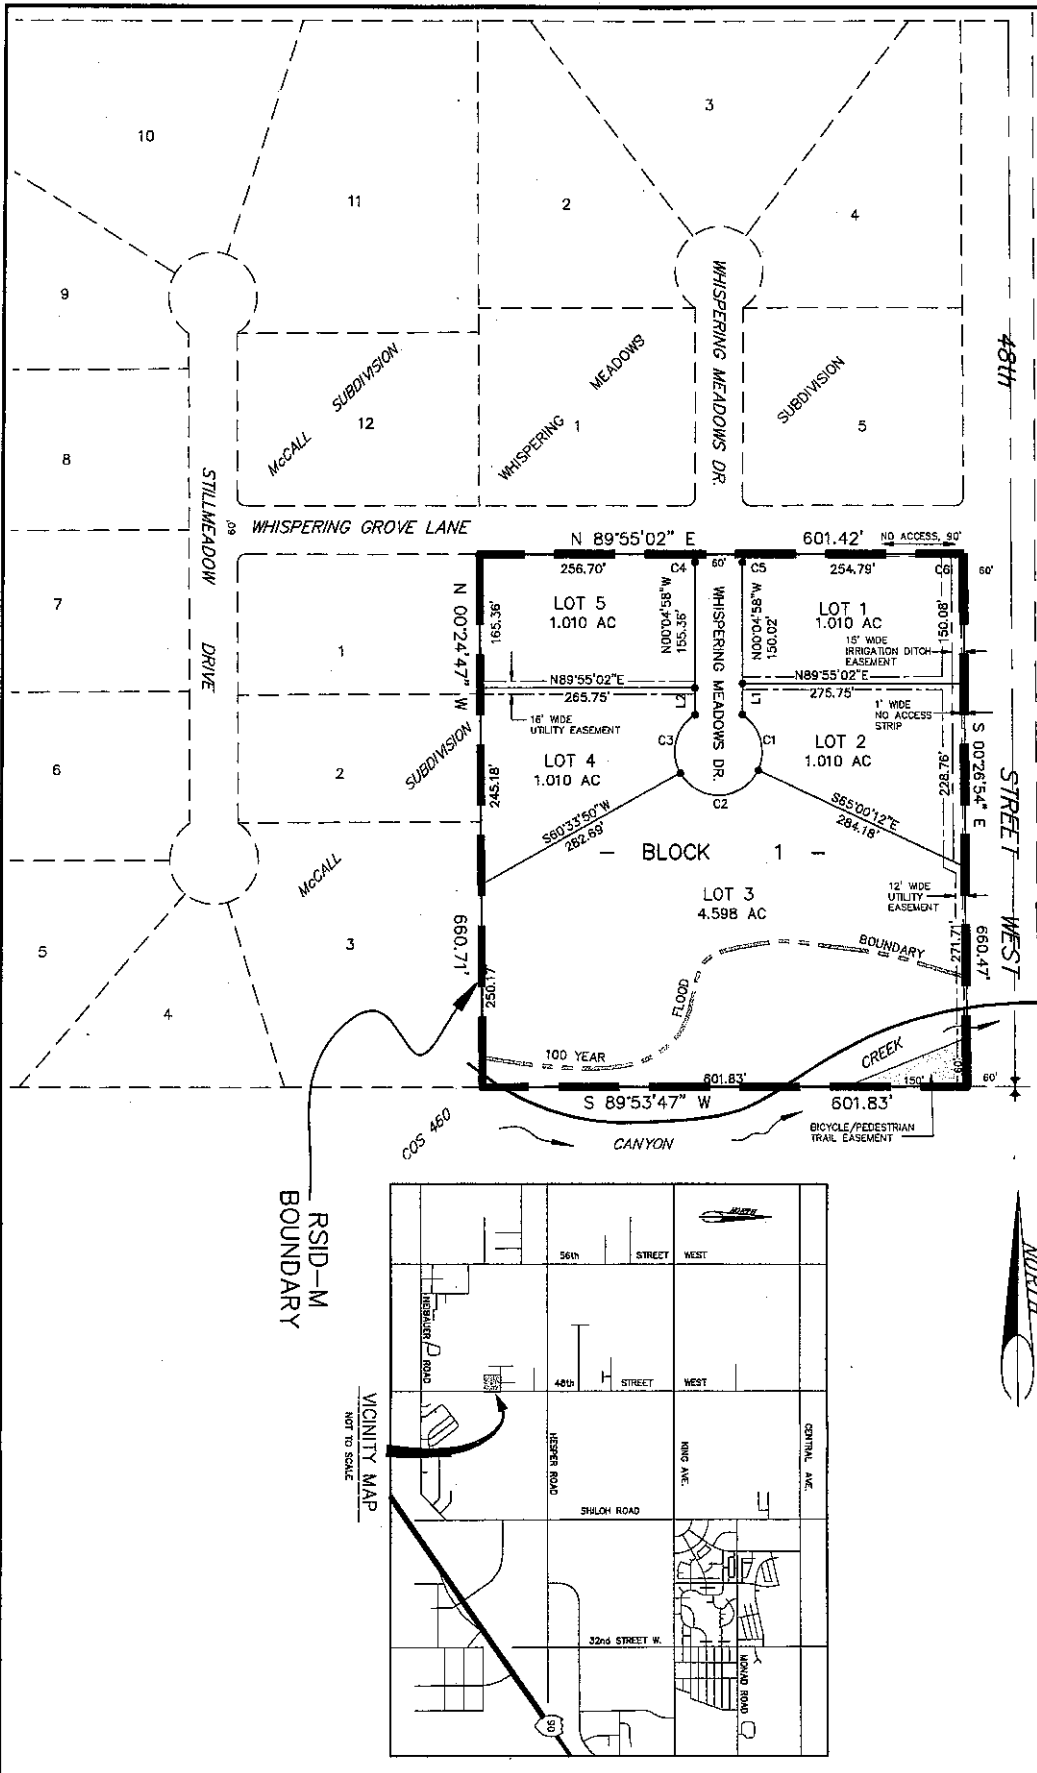 10
11
2
3
4
9
8
7
6
5
McCALL SUBDIVISION
12
WHISPERING MEADOWS SUBDIVISION
1
5
WHISPERING MEADOWS DR.
48th STREET WEST
STILLMEADOW DRIVE
60'
WHISPERING GROVE LANE
1
2
3
4
McCALL SUBDIVISION
N 89°55'02" E
601.42'
NO ACCESS, 90'
256.70'
C4
60'
C5
254.79'
C6
60'
N 00°24'47" W
660.71'
165.36'
LOT 5
1.010 AC
N00°04'58"W
155.36'
WHISPERING MEADOWS DR.
N00°04'58"W
150.02'
LOT 1
1.010 AC
150.08'
15' WIDE
IRRIGATION DITCH
EASEMENT
N89°55'02"E
265.75'
N89°55'02"E
275.75'
L2
L1
16' WIDE
UTILITY EASEMENT
1' WIDE
NO ACCESS
STRIP
C3
C1
C2
LOT 4
1.010 AC
LOT 2
1.010 AC
245.18'
228.76'
S 00°26'54" E
660.47'
S60°33'50"W
282.69'
S65°00'12"E
284.18'
— BLOCK 1 —
LOT 3
4.598 AC
12' WIDE
UTILITY
EASEMENT
271.71'
250.17'
100 YEAR FLOOD BOUNDARY
CREEK
60'
150'
60'
601.83'
S 89°53'47" W
601.83'
BICYCLE/PEDESTRIAN
TRAIL EASEMENT
COS 460
CANYON
RSID-M
BOUNDARY
NORTH
NORTH
56th STREET WEST
NEIBAUER ROAD
48th STREET WEST
HESPER ROAD
KING AVE.
CENTRAL AVE.
SHILOH ROAD
32nd STREET W.
MONAD ROAD
90
VICINITY MAP
NOT TO SCALE